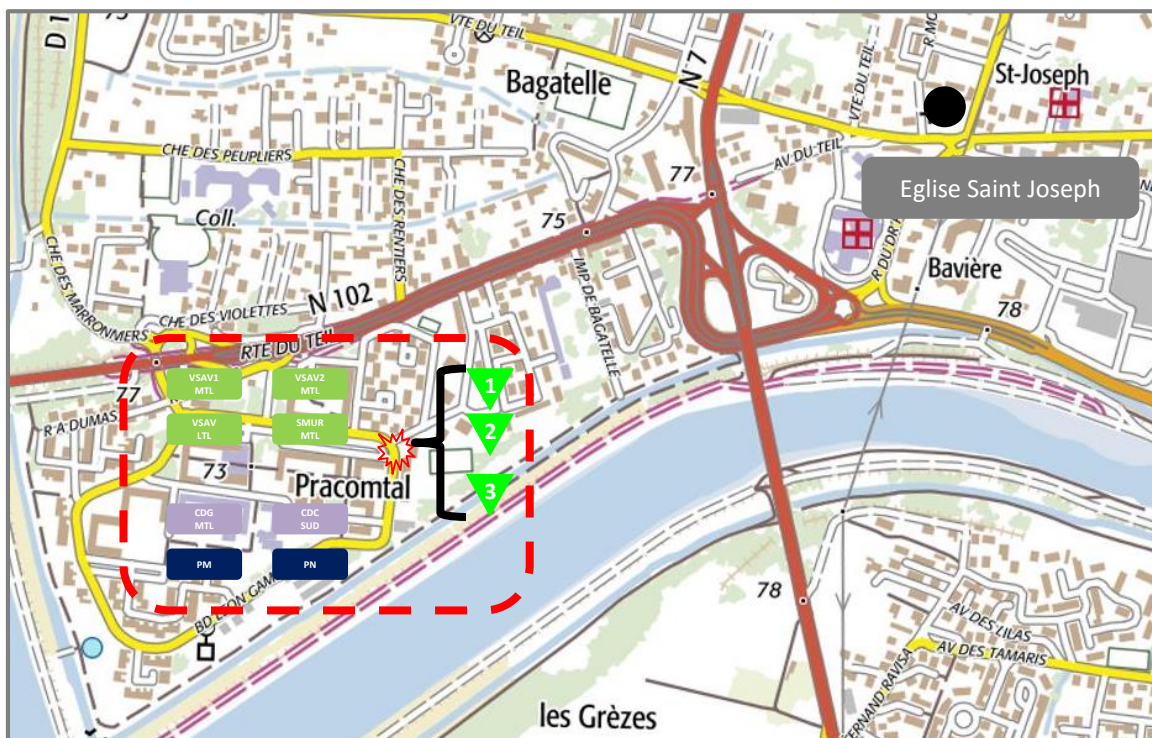 VTE DU TEIL
D 1
Bagatelle
N 7
VTE DU TEIL
St-Joseph
CHE DES PEUPLIERS
AV DU TEIL
77
Eglise Saint Joseph
Coll.
CHE DES RENTIERS
75
R DU DR
Bavière
CHE DES MARRONNIERS
CHE DES VIOLETTES
N 102
IMP DE BAGATELLE
78
RTE DU TEIL
77
VSAV1
MTL
VSAV2
MTL
1
R A DUMAS
VSAV
LTL
SMUR
MTL
2
73
Pracomtal
3
CDG
MTL
CDC
SUD
PM
PN
BD LEON GAM
78
AV DES LILAS
AV DES TAMARIS
FERNAND RAVISA
les Grèzes